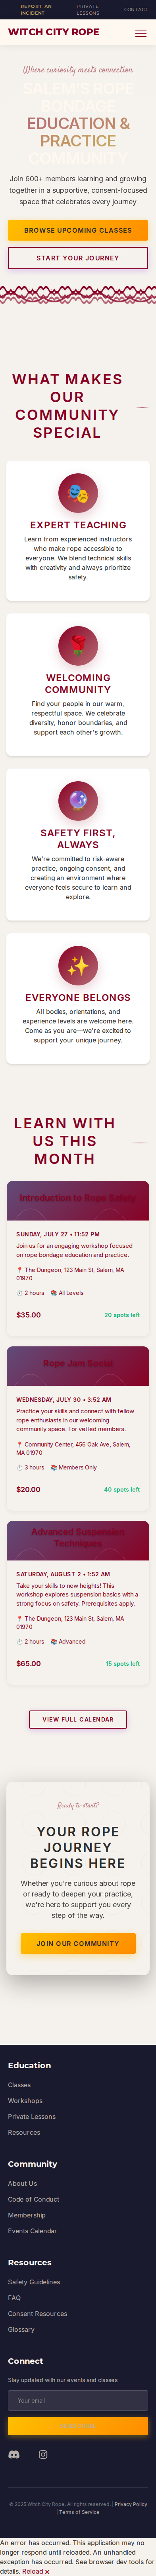 REPORT AN
INCIDENT
PRIVATE
LESSONS
CONTACT
WITCH CITY ROPE
Where curiosity meets connection
SALEM'S ROPE
BONDAGE
EDUCATION &
PRACTICE
COMMUNITY
Join 600+ members learning and growing
together in a supportive, consent-focused
space that celebrates every journey
BROWSE UPCOMING CLASSES
START YOUR JOURNEY
WHAT MAKES
OUR
COMMUNITY
SPECIAL
EXPERT TEACHING
Learn from experienced instructors
who make rope accessible to
everyone. We blend technical skills
with creativity and always prioritize
safety.
WELCOMING
COMMUNITY
Find your people in our warm,
respectful space. We celebrate
diversity, honor boundaries, and
support each other's growth.
SAFETY FIRST,
ALWAYS
We're committed to risk-aware
practice, ongoing consent, and
creating an environment where
everyone feels secure to learn and
explore.
EVERYONE BELONGS
All bodies, orientations, and
experience levels are welcome here.
Come as you are—we're excited to
support your unique journey.
LEARN WITH
US THIS
MONTH
Introduction to Rope Safety
SUNDAY, JULY 27 • 11:52 PM
Join us for an engaging workshop focused
on rope bondage education and practice.
📍 The Dungeon, 123 Main St, Salem, MA
01970
⏱️ 2 hours 📚 All Levels
$35.00
20 spots left
Rope Jam Social
WEDNESDAY, JULY 30 • 3:52 AM
Practice your skills and connect with fellow
rope enthusiasts in our welcoming
community space. For vetted members.
📍 Community Center, 456 Oak Ave, Salem,
MA 01970
⏱️ 3 hours 📚 Members Only
$20.00
40 spots left
Advanced Suspension
Techniques
SATURDAY, AUGUST 2 • 1:52 AM
Take your skills to new heights! This
workshop explores suspension basics with a
strong focus on safety. Prerequisites apply.
📍 The Dungeon, 123 Main St, Salem, MA
01970
⏱️ 2 hours 📚 Advanced
$65.00
15 spots left
VIEW FULL CALENDAR
Ready to start?
YOUR ROPE
JOURNEY
BEGINS HERE
Whether you're curious about rope
or ready to deepen your practice,
we're here to support you every
step of the way.
JOIN OUR COMMUNITY
Education
Classes
Workshops
Private Lessons
Resources
Community
About Us
Code of Conduct
Membership
Events Calendar
Resources
Safety Guidelines
FAQ
Consent Resources
Glossary
Connect
Stay updated with our events and classes
Your email
© 2025 Witch City Rope. All rights reserved. | Privacy Policy
| Terms of Service
An error has occurred. This application may no
longer respond until reloaded. An unhandled
exception has occurred. See browser dev tools for
details. Reload ✕